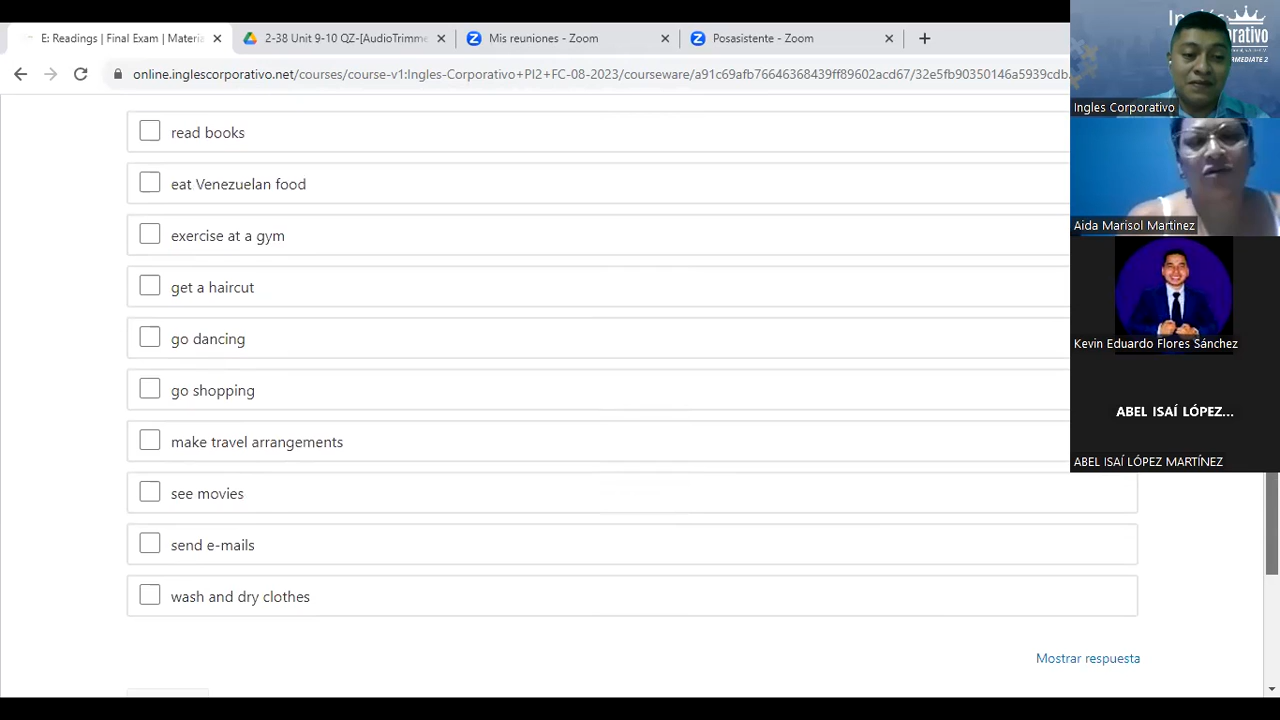 E: Readings | Final Exam | Materia
2-38 Unit 9-10 QZ-[AudioTrimme
Mis reuniones - Zoom
Posasistente - Zoom
online.inglescorporativo.net/courses/course-v1:Ingles-Corporativo+PI2+FC-08-2023/courseware/a91c69afb76646368439ff89602acd67/32e5fb90350146a5939cdb
read books
eat Venezuelan food
exercise at a gym
get a haircut
go dancing
go shopping
make travel arrangements
see movies
send e-mails
wash and dry clothes
Mostrar respuesta
Ingles Corporativo
Aida Marisol Martinez
Kevin Eduardo Flores Sánchez
ABEL ISAÍ LÓPEZ...
ABEL ISAÍ LÓPEZ MARTÍNEZ